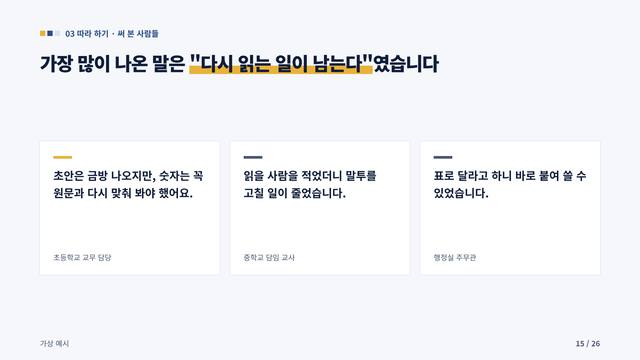 03 따라 하기 · 써 본 사람들
가장 많이 나온 말은 "다시 읽는 일이 남는다"였습니다
초안은 금방 나오지만, 숫자는 꼭
원문과 다시 맞춰 봐야 했어요.
초등학교 교무 담당
읽을 사람을 적었더니 말투를
고칠 일이 줄었습니다.
중학교 담임 교사
표로 달라고 하니 바로 붙여 쓸 수
있었습니다.
행정실 주무관
가상 예시
15 / 26